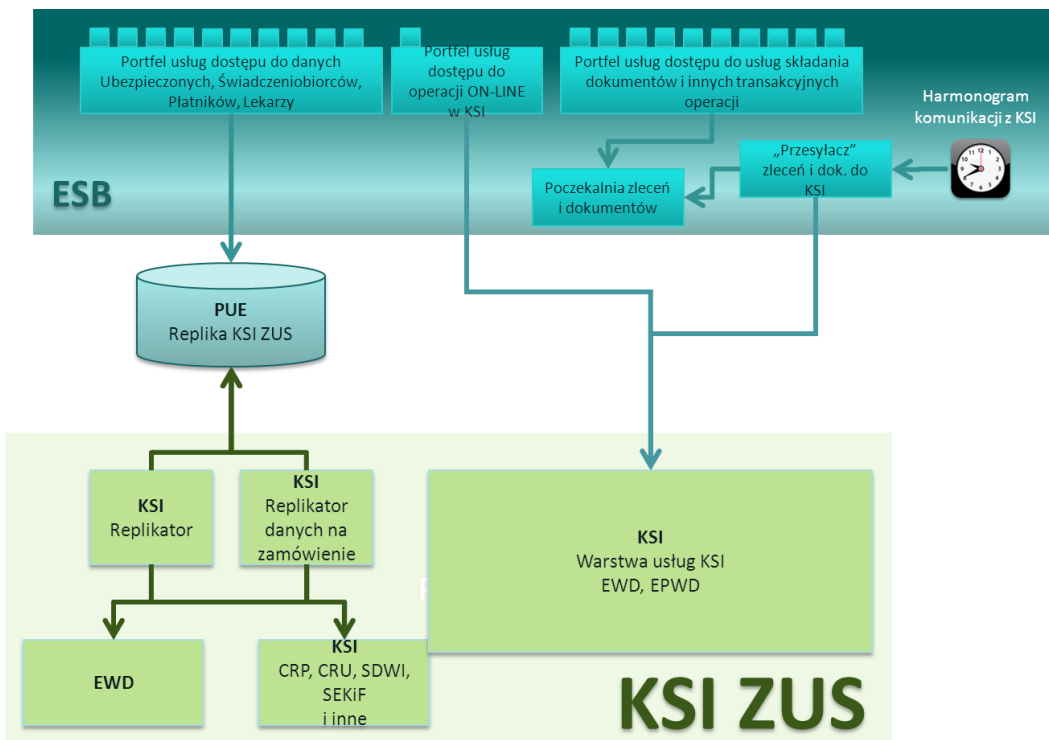 Portfel usług dostępu do danych
Ubezpieczonych, Świadczeniobiorców,
Płatników, Lekarzy
Portfel usług
dostępu do
operacji ON-LINE
w KSI
Portfel usług dostępu do usług składania
dokumentów i innych transakcyjnych
operacji
Harmonogram
komunikacji z KSI
„Przesyłacz”
zleceń i dok. do
KSI
Poczekalnia zleceń
i dokumentów
ESB
PUE
Replika KSI ZUS
KSI
Replikator
KSI
Replikator
danych na
zamówienie
KSI
Warstwa usług KSI
EWD, EPWD
EWD
KSI
CRP, CRU, SDWI,
SEKiF
i inne
KSI ZUS